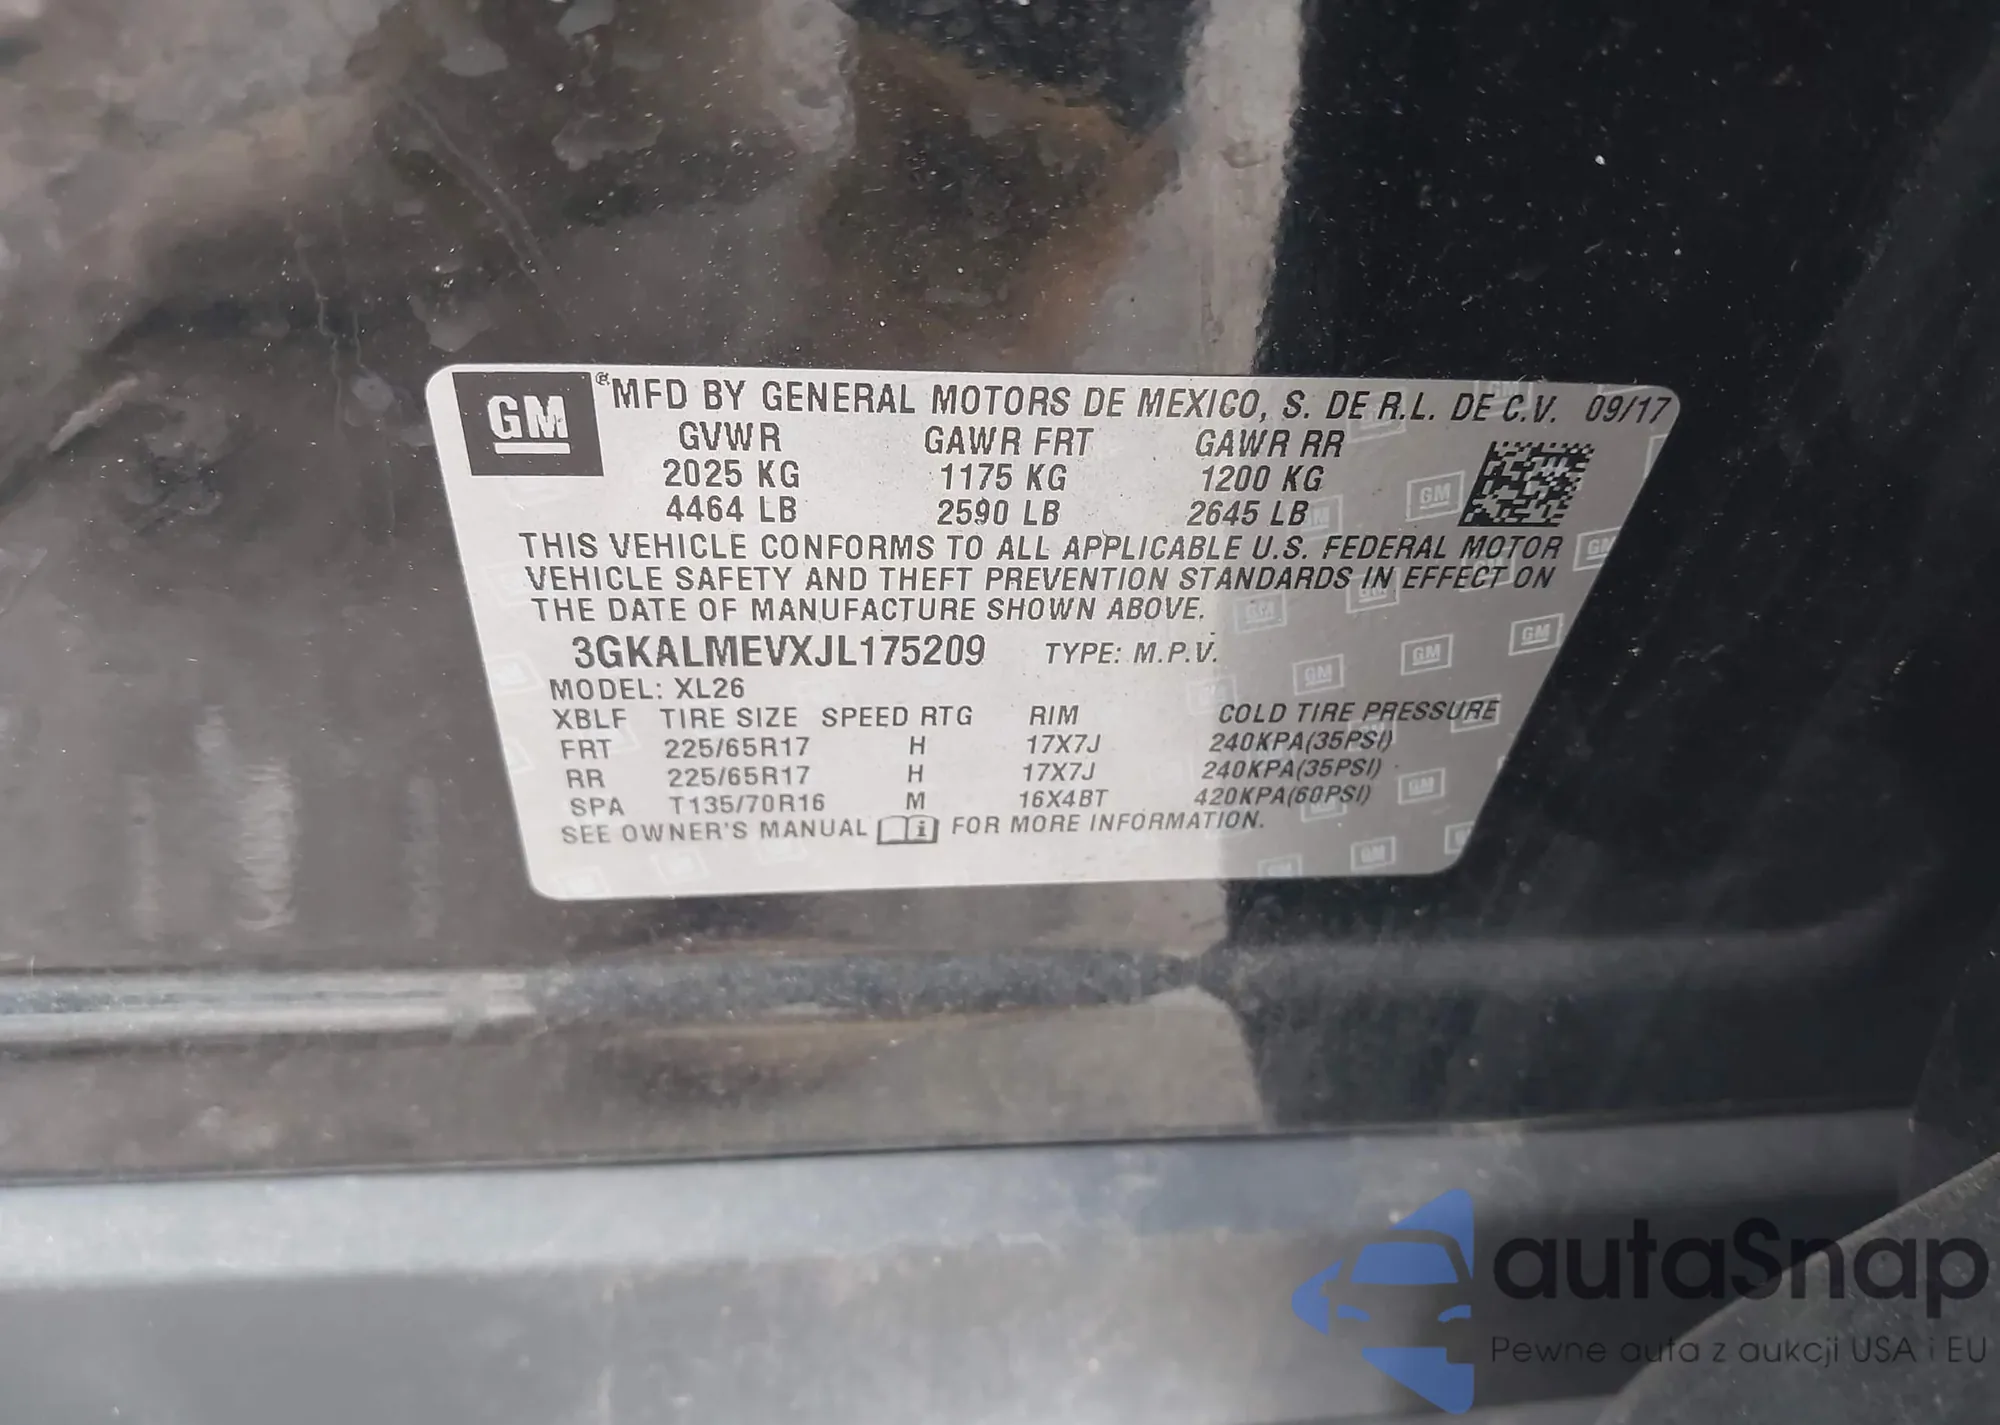 GM ® MFD BY GENERAL MOTORS DE MEXICO, S. DE R.L. DE C.V. 09/17
GVWR GAWR FRT GAWR RR
2025 KG 1175 KG 1200 KG
4464 LB 2590 LB 2645 LB
THIS VEHICLE CONFORMS TO ALL APPLICABLE U.S. FEDERAL MOTOR
VEHICLE SAFETY AND THEFT PREVENTION STANDARDS IN EFFECT ON
THE DATE OF MANUFACTURE SHOWN ABOVE.
3GKALMEVXJL175209 TYPE: M.P.V.
MODEL: XL26
XBLF TIRE SIZE SPEED RTG RIM COLD TIRE PRESSURE
FRT 225/65R17 H 17X7J 240KPA(35PSI)
RR 225/65R17 H 17X7J 240KPA(35PSI)
SPA T135/70R16 M 16X4BT 420KPA(60PSI)
SEE OWNER'S MANUAL i FOR MORE INFORMATION.
autaSnap
Pewne auta z aukcji USA i EU